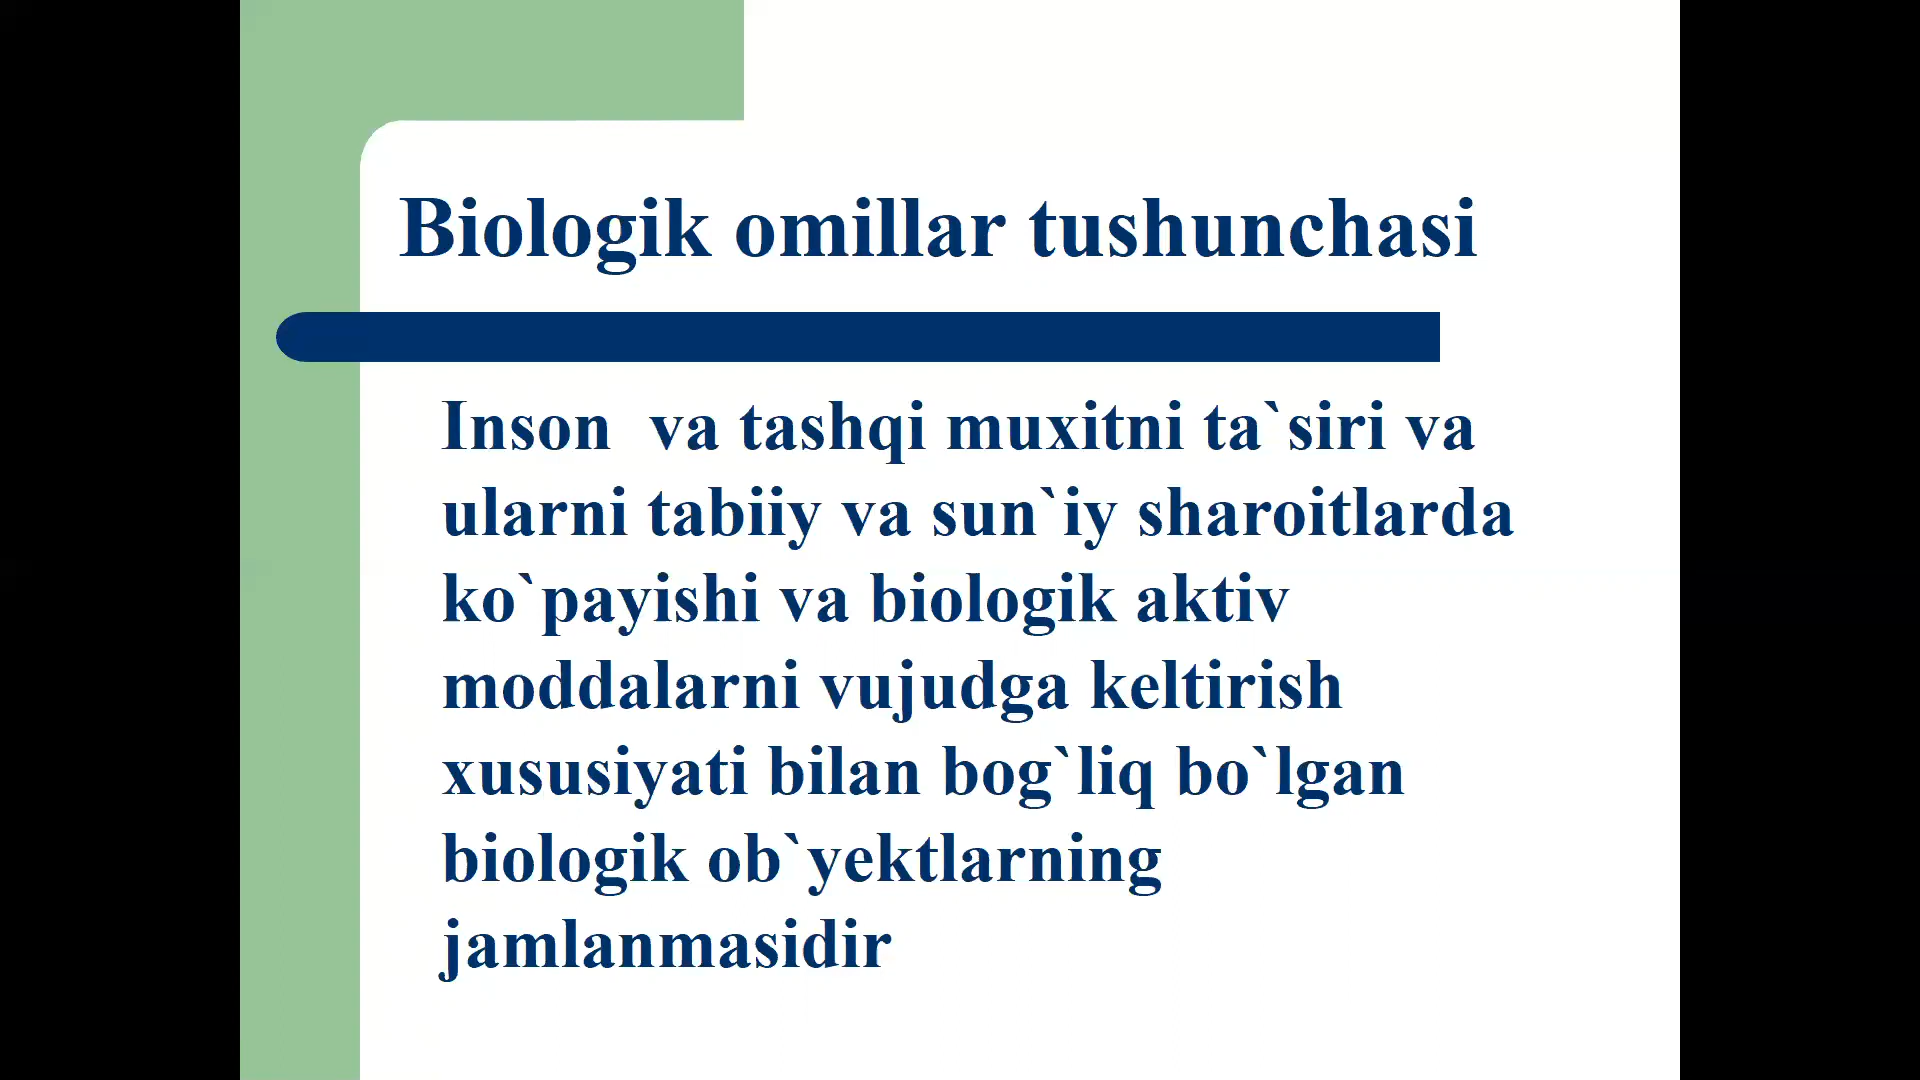 Biologik omillar tushunchasi
Inson  va tashqi muxitni ta`siri va
ularni tabiiy va sun`iy sharoitlarda
ko`payishi va biologik aktiv
moddalarni vujudga keltirish
xususiyati bilan bog`liq bo`lgan
biologik ob`yektlarning
jamlanmasidir